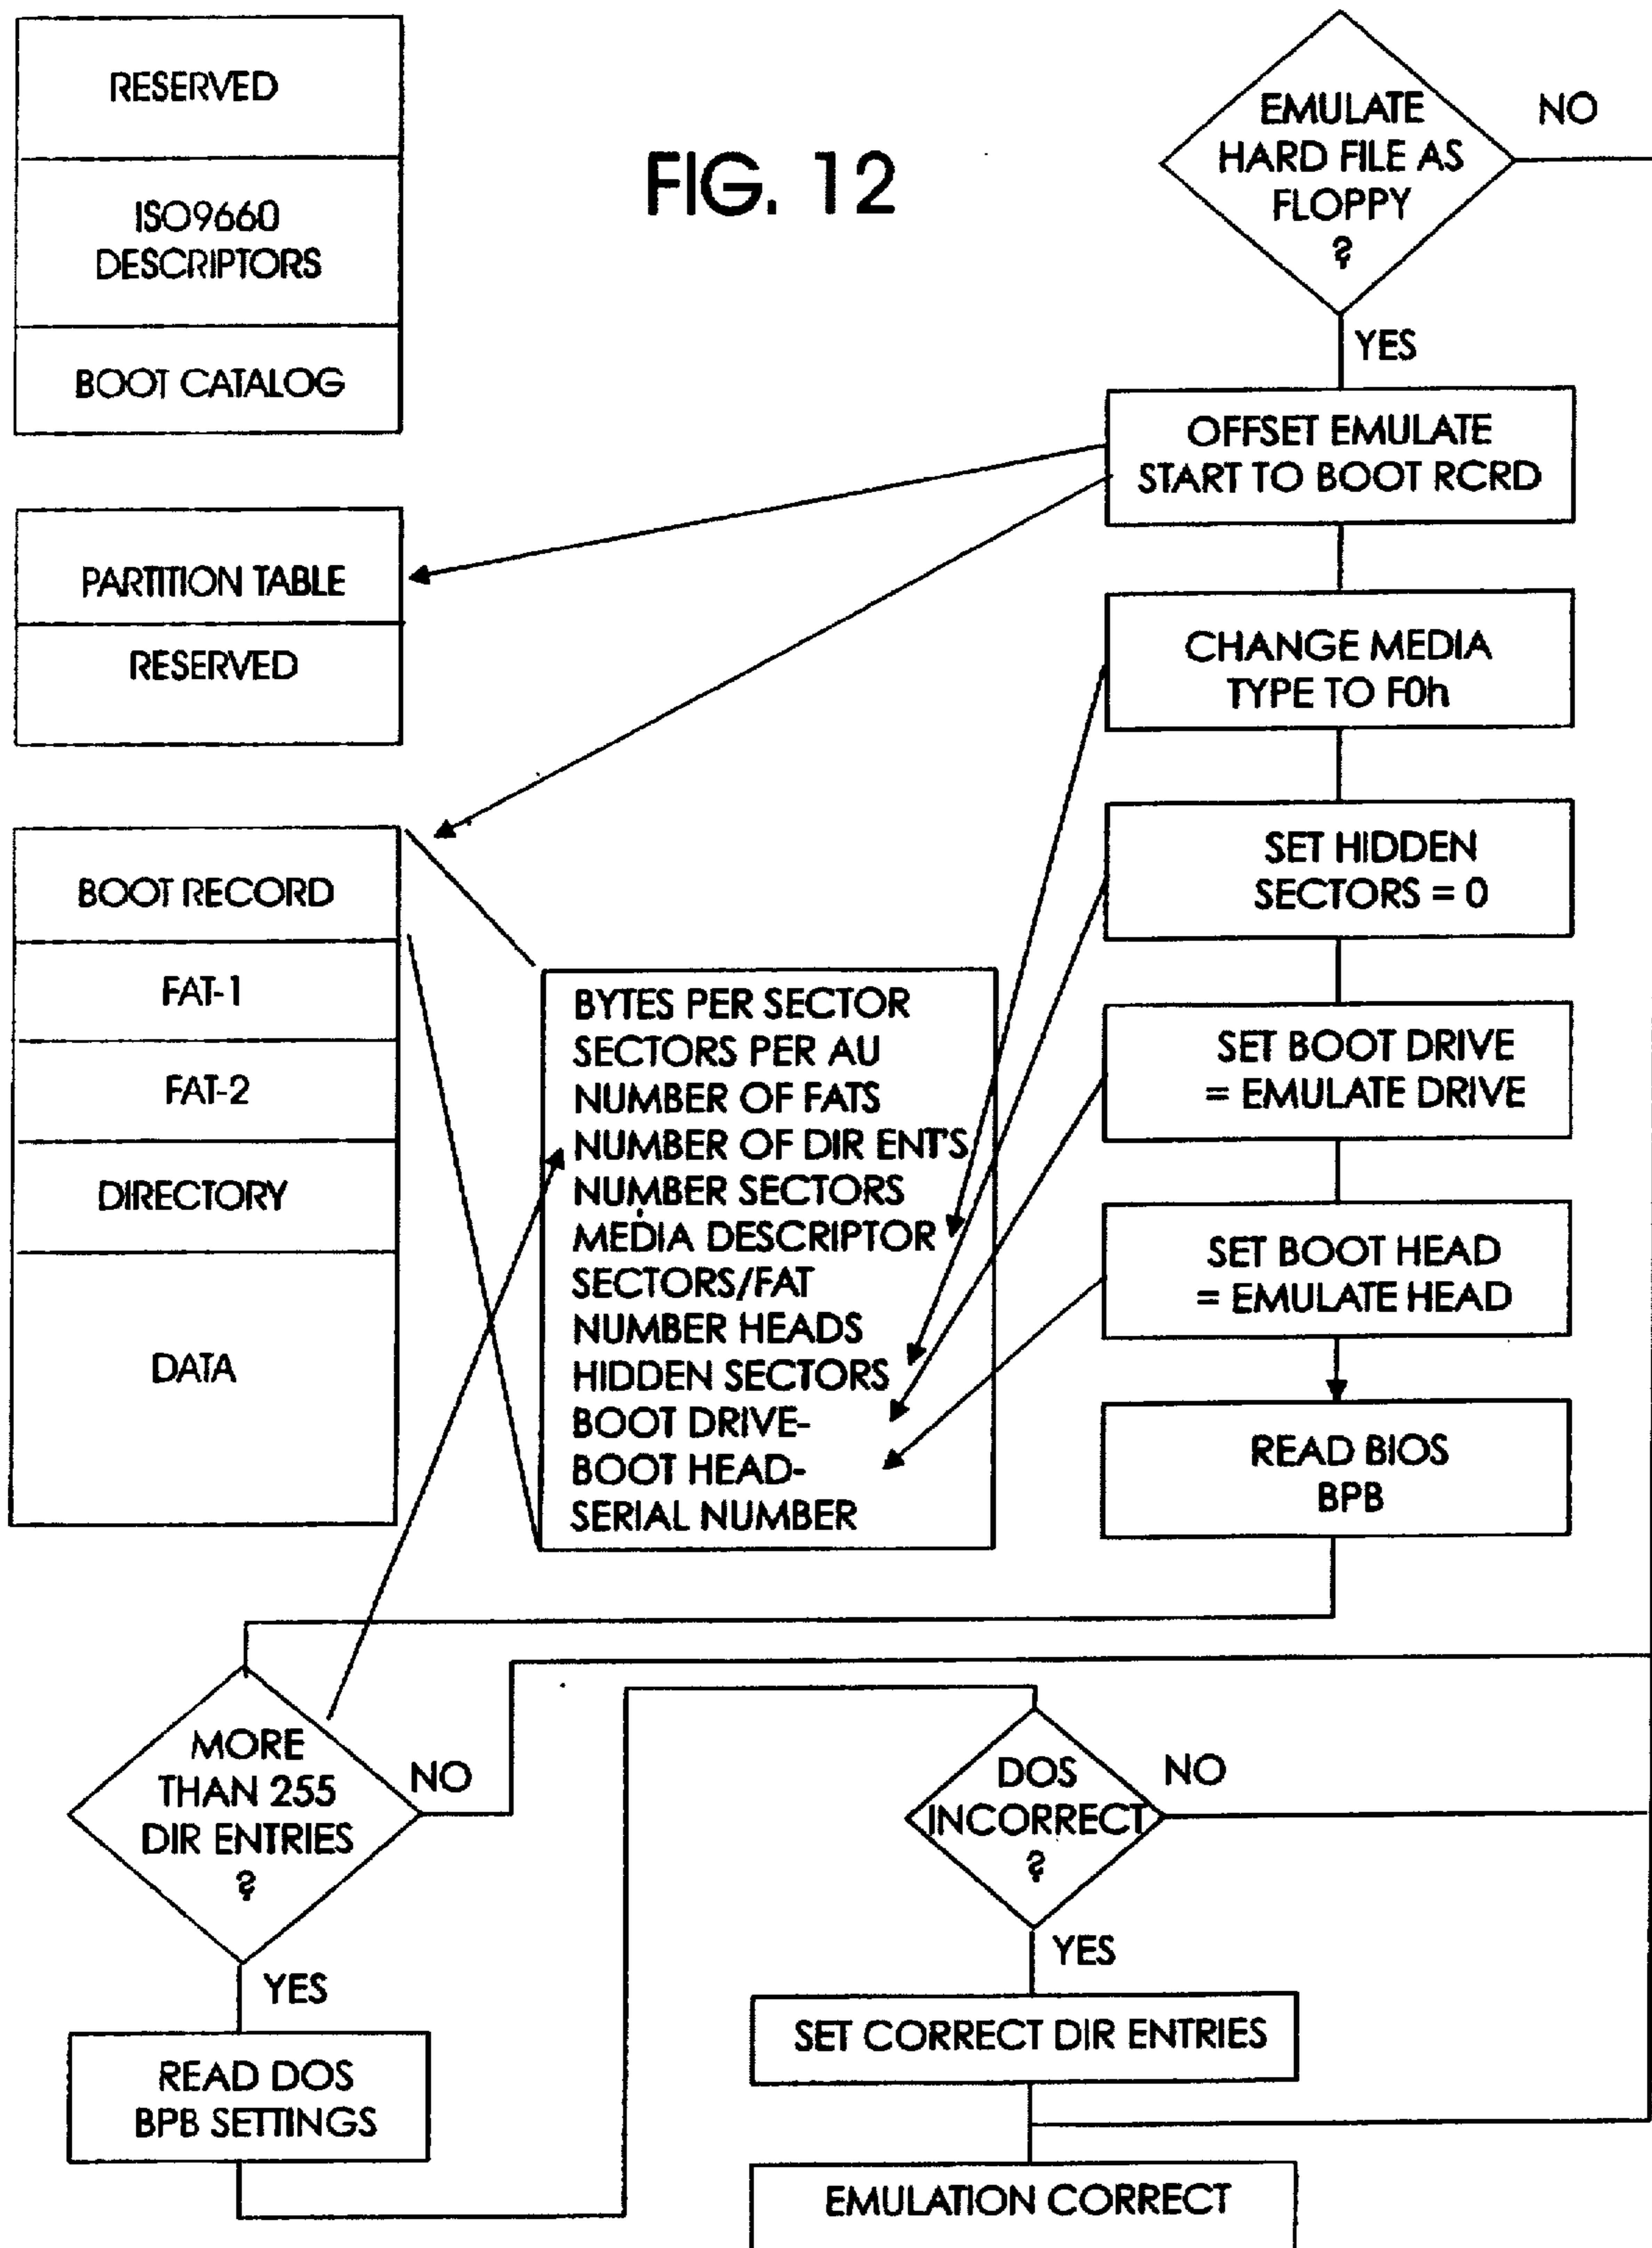 RESERVED
ISO9660
DESCRIPTORS
BOOT CATALOG
PARTITION TABLE
RESERVED
BOOT RECORD
FAT-1
FAT-2
DIRECTORY
DATA
FIG. 12
BYTES PER SECTOR
SECTORS PER AU
NUMBER OF FATS
NUMBER OF DIR ENT'S
NUMBER SECTORS
MEDIA DESCRIPTOR
SECTORS/FAT
NUMBER HEADS
HIDDEN SECTORS
BOOT DRIVE-
BOOT HEAD-
SERIAL NUMBER
EMULATE
HARD FILE AS
FLOPPY
?
NO
YES
OFFSET EMULATE
START TO BOOT RCRD
CHANGE MEDIA
TYPE TO F0h
SET HIDDEN
SECTORS = 0
SET BOOT DRIVE
= EMULATE DRIVE
SET BOOT HEAD
= EMULATE HEAD
READ BIOS
BPB
MORE
THAN 255
DIR ENTRIES
?
NO
YES
READ DOS
BPB SETTINGS
DOS
INCORRECT
?
NO
YES
SET CORRECT DIR ENTRIES
EMULATION CORRECT